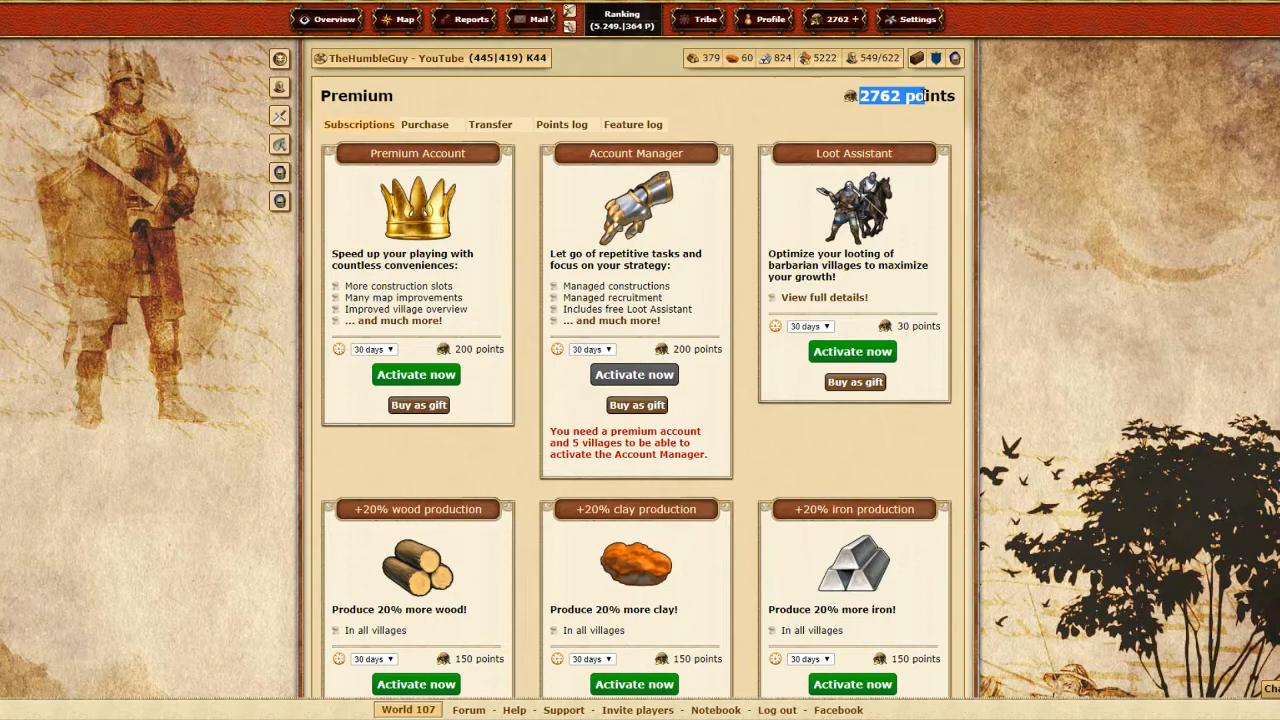 Overview Map Reports Mail Ranking Tribe Profile 2762 + Settings
(5.249.|364 P)
TheHumbleGuy - YouTube (445|419) K44 379 60 824 5222 549/622
Premium 2762 points
Subscriptions Purchase Transfer Points log Feature log
Premium Account
Speed up your playing with
countless conveniences:
More construction slots
Many map improvements
Improved village overview
... and much more!
30 days 200 points
Activate now
Buy as gift
Account Manager
Let go of repetitive tasks and
focus on your strategy:
Managed constructions
Managed recruitment
Includes free Loot Assistant
... and much more!
30 days 200 points
Activate now
Buy as gift
You need a premium account
and 5 villages to be able to
activate the Account Manager.
Loot Assistant
Optimize your looting of
barbarian villages to maximize
your growth!
View full details!
30 days 30 points
Activate now
Buy as gift
+20% wood production
Produce 20% more wood!
In all villages
30 days 150 points
Activate now
+20% clay production
Produce 20% more clay!
In all villages
30 days 150 points
Activate now
+20% iron production
Produce 20% more iron!
In all villages
30 days 150 points
Activate now
World 107 Forum - Help - Support - Invite players - Notebook - Log out - Facebook